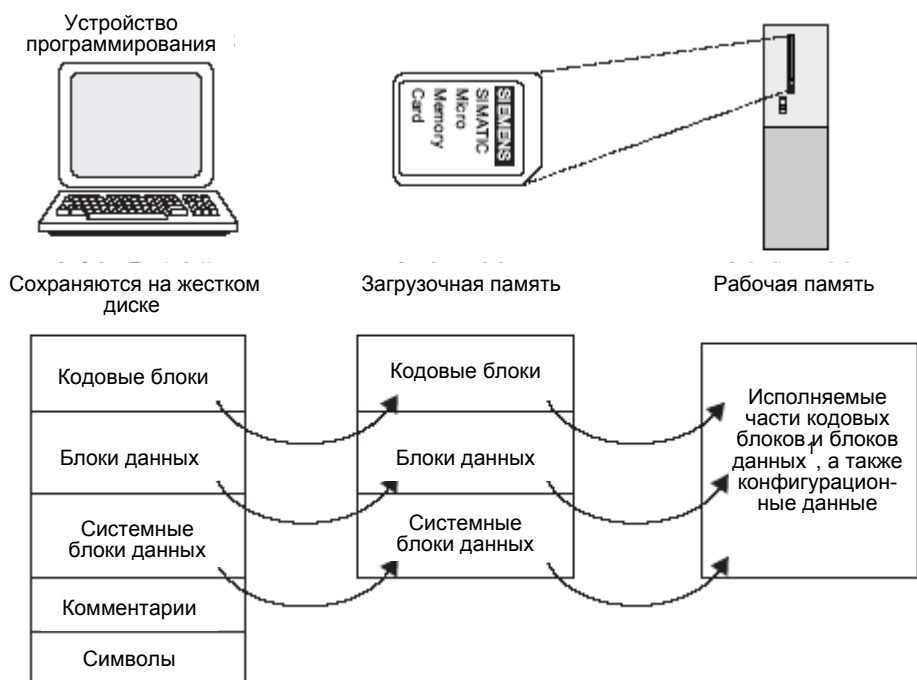 Устройство
программирования
SIEMENS
SIMATIC
Micro
Memory
Card
Сохраняются на жестком
диске
Загрузочная память
Рабочая память
Кодовые блоки
Блоки данных
Системные
блоки данных
Комментарии
Символы
Кодовые блоки
Блоки данных
Системные
блоки данных
Исполняемые
части кодовых
блоков и блоков
данных 1, а также
конфигурацион-
ные данные